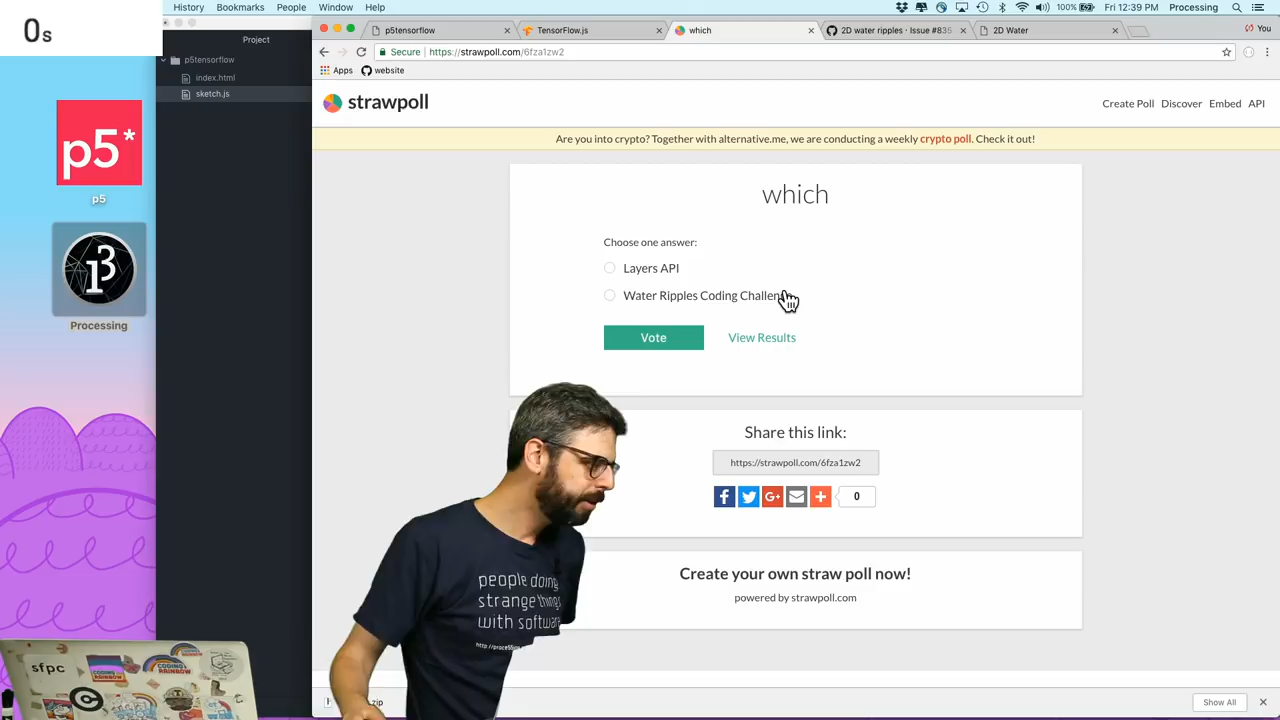 0s
History Bookmarks People Window Help
100% Fri 12:39 PM Processing
Project
p5tensorflow
index.html
sketch.js
p5tensorflow
TensorFlow.js
which
2D water ripples · Issue #835
2D Water
You
Secure https://strawpoll.com/6fza1zw2
Apps website
strawpoll
Create Poll Discover Embed API
Are you into crypto? Together with alternative.me, we are conducting a weekly crypto poll. Check it out!
p5*
p5
Processing
which
Choose one answer:
Layers API
Water Ripples Coding Challen
Vote View Results
Share this link:
https://strawpoll.com/6fza1zw2
0
Create your own straw poll now!
powered by strawpoll.com
people doing
strange things
with software
sfpc
CODING
RAINBOW
.zip
Show All